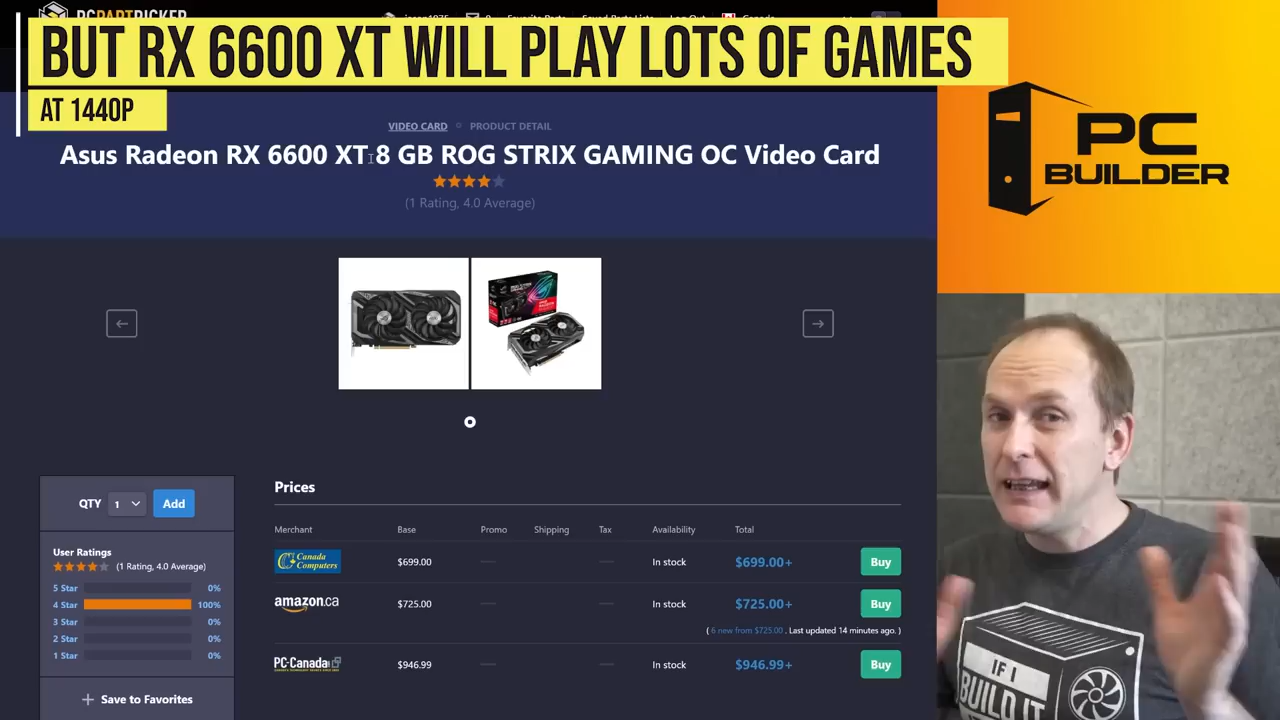 BUT RX 6600 XT WILL PLAY LOTS OF GAMES
AT 1440P
PC
BUILDER
VIDEO CARD
PRODUCT DETAIL
Asus Radeon RX 6600 XT 8 GB ROG STRIX GAMING OC Video Card
(1 Rating, 4.0 Average)
QTY 1 Add
User Ratings
(1 Rating, 4.0 Average)
5 Star 0%
4 Star 100%
3 Star 0%
2 Star 0%
1 Star 0%
+ Save to Favorites
Prices
Merchant Base Promo Shipping Tax Availability Total
Canada Computers $699.00 — — In stock $699.00+ Buy
amazon.ca $725.00 — — In stock $725.00+ Buy
( 6 new from $725.00 . Last updated 14 minutes ago. )
PC-Canada $946.99 — — In stock $946.99+ Buy
IF I
BUILD IT